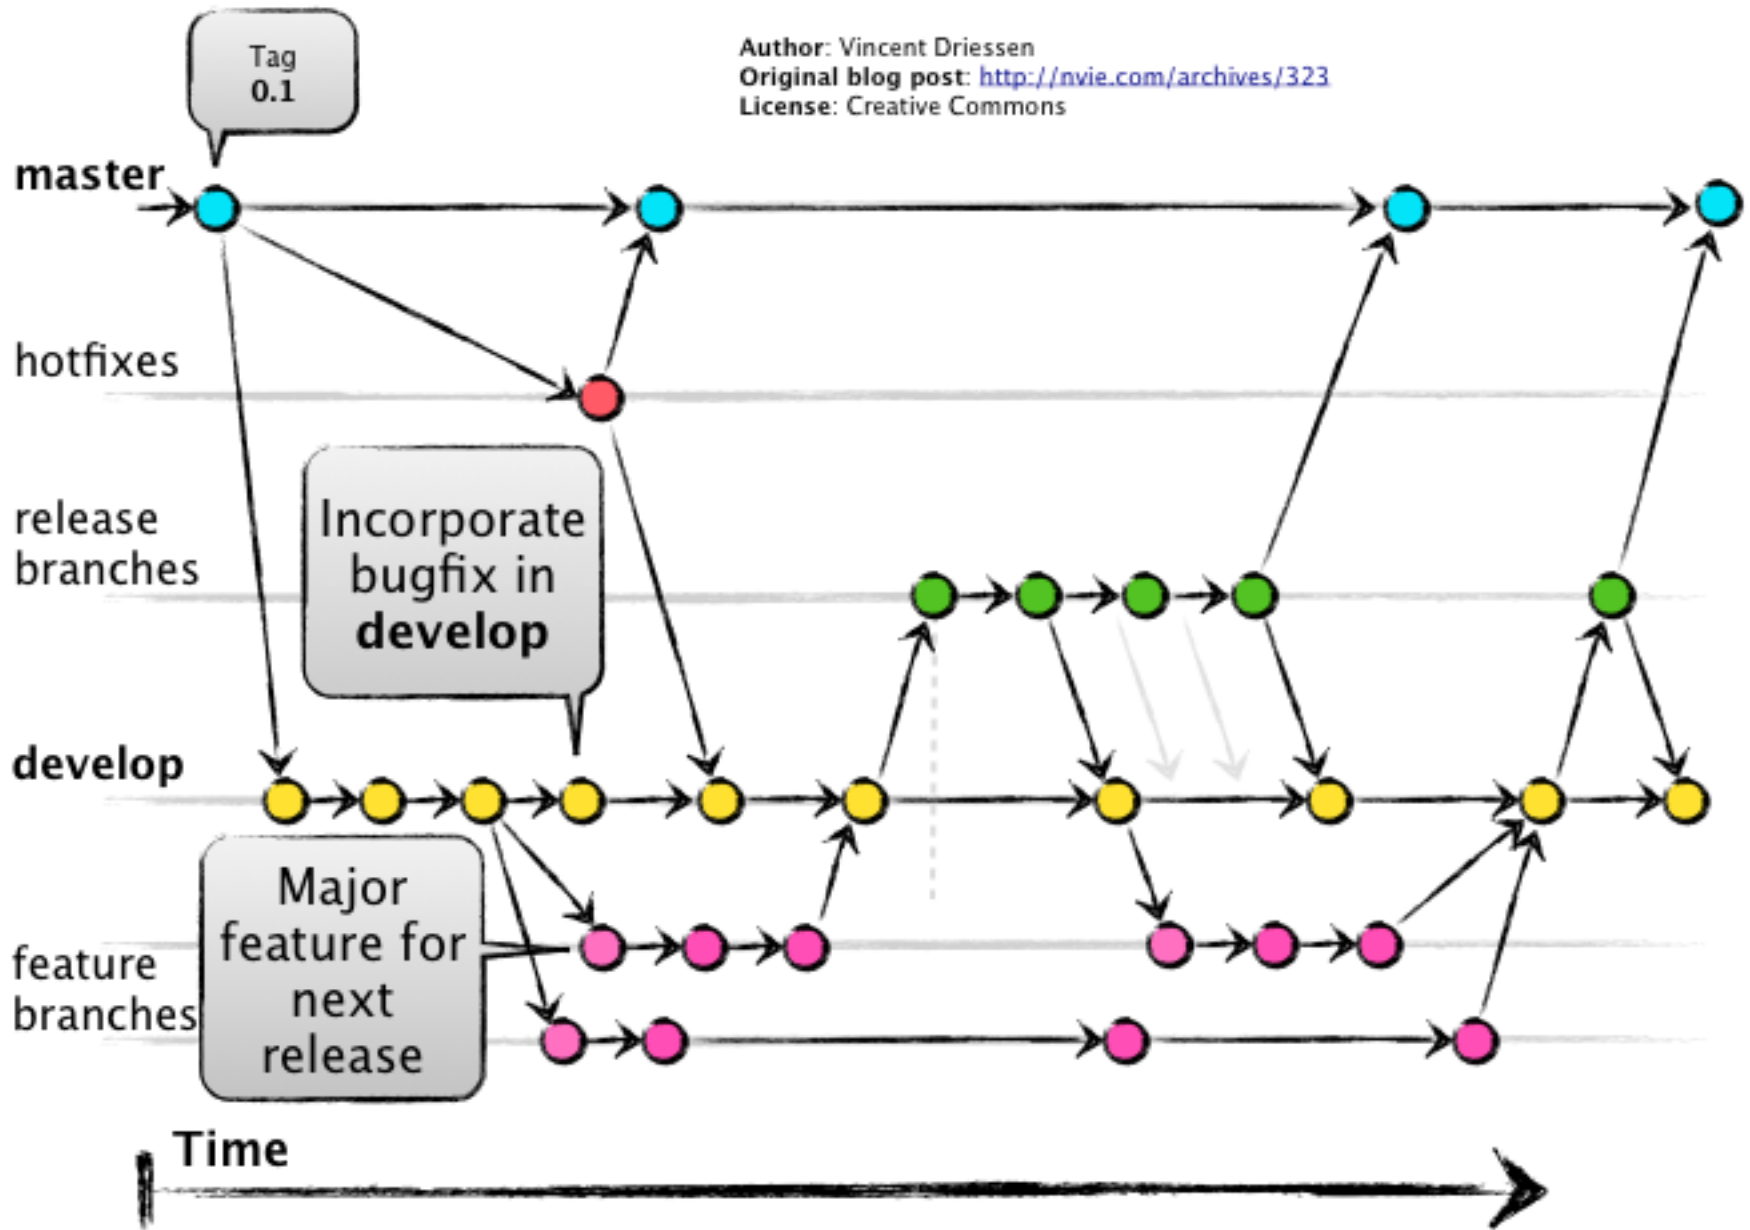 Tag
0.1
Author: Vincent Driessen
Original blog post: http://nvie.com/archives/323
License: Creative Commons
master
hotfixes
release
branches
Incorporate
bugfix in
develop
develop
Major
feature for
next
release
feature
branches
Time